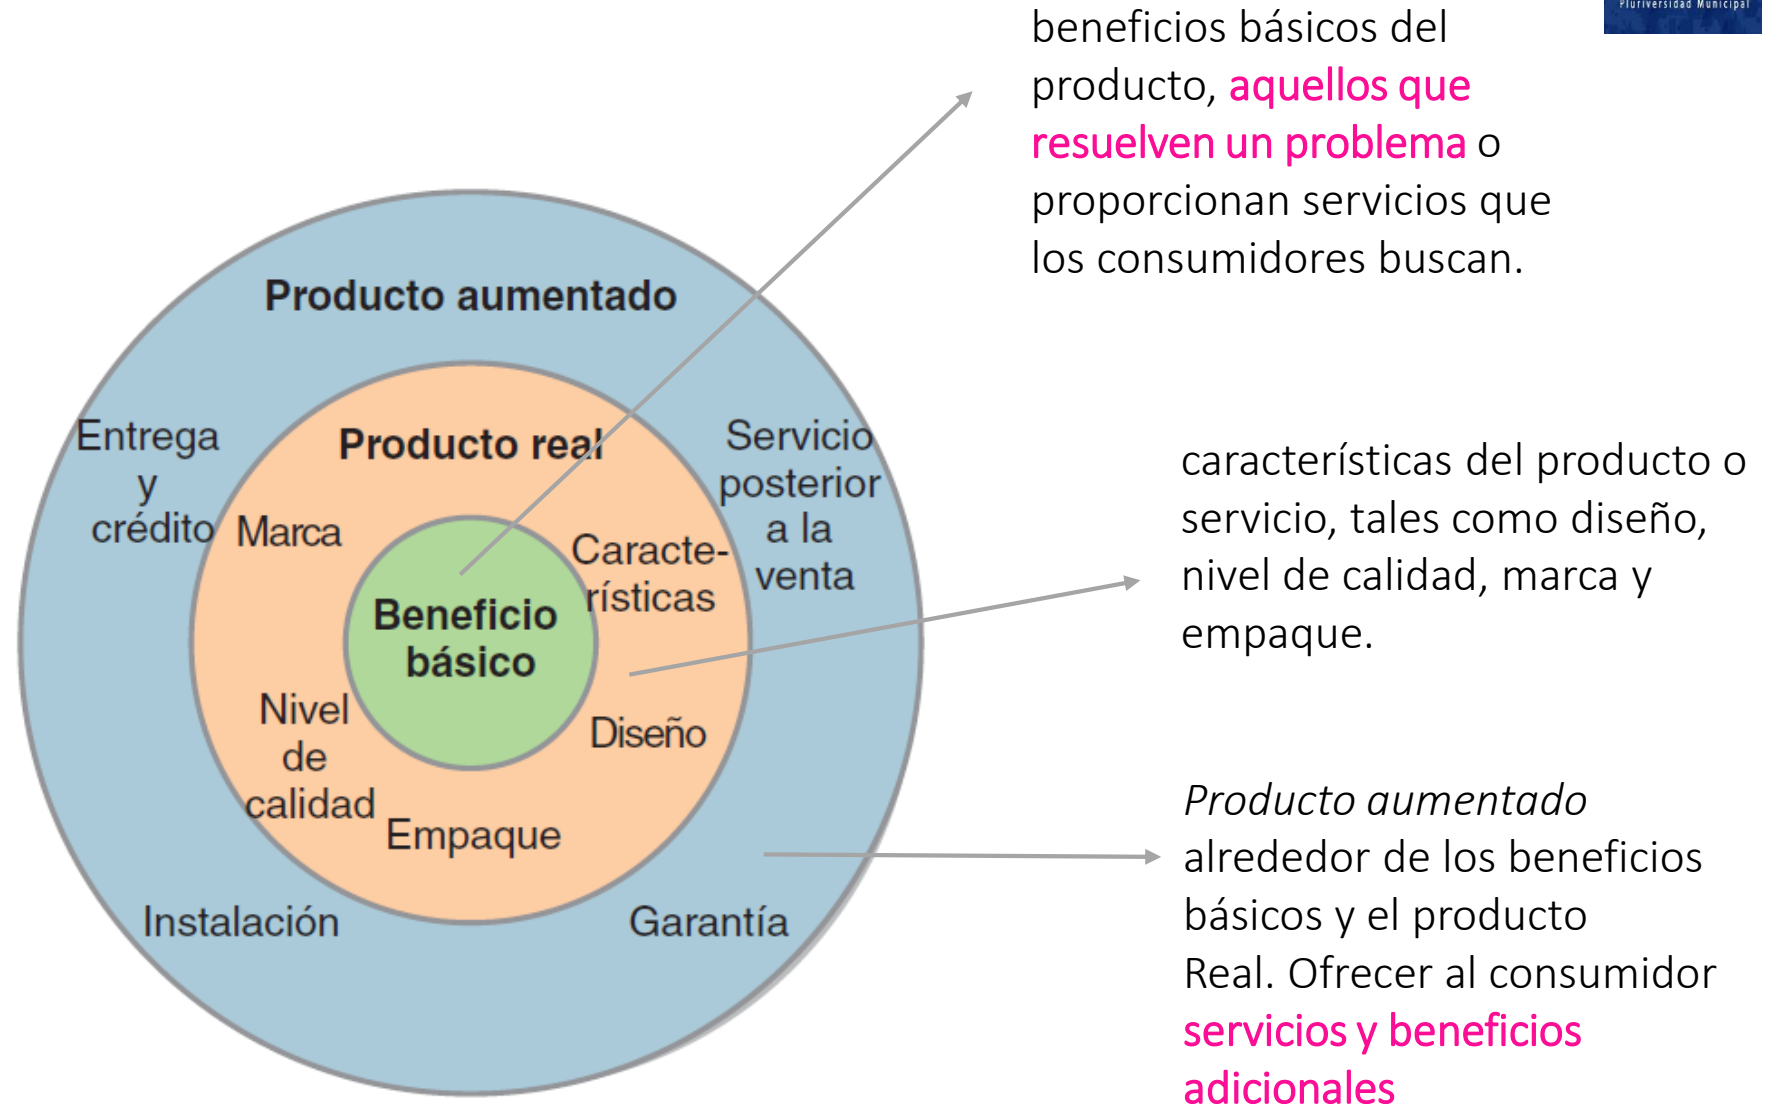 Pluriversidad Municipal
beneficios básicos del
producto, aquellos que
resuelven un problema o
proporcionan servicios que
los consumidores buscan.
Producto aumentado
Entrega
y
crédito
Producto real
Servicio
posterior
a la
venta
Marca
Caracte-
rísticas
Beneficio
básico
Nivel
de
calidad
Diseño
Empaque
Instalación
Garantía
características del producto o
servicio, tales como diseño,
nivel de calidad, marca y
empaque.
Producto aumentado
alrededor de los beneficios
básicos y el producto
Real. Ofrecer al consumidor
servicios y beneficios
adicionales